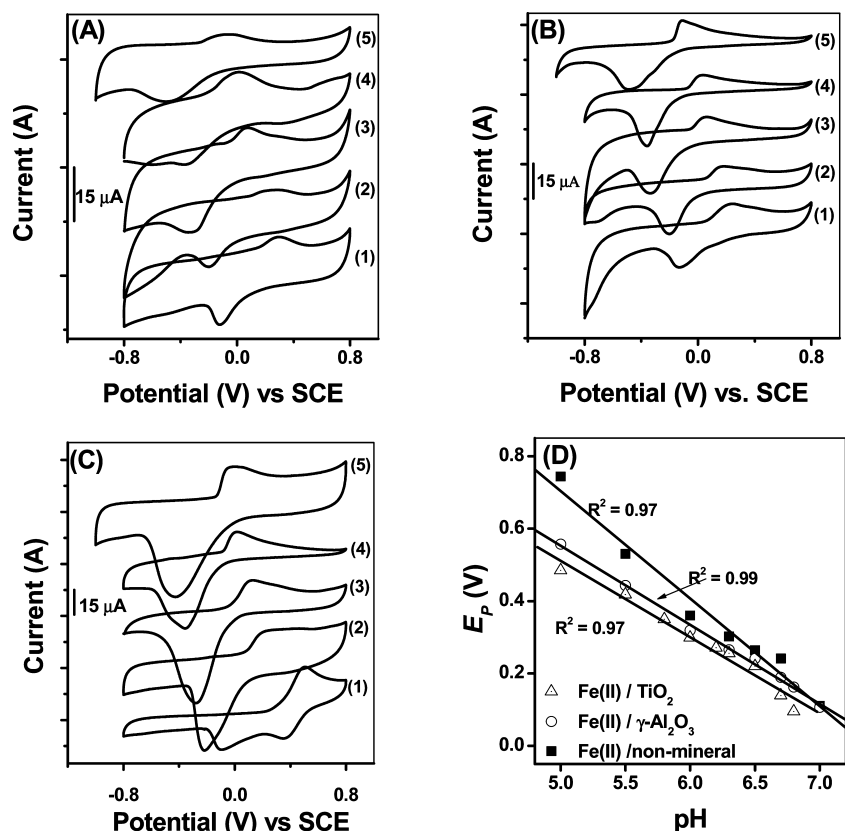 (A)
(5)
(4)
(3)
(2)
(1)
15 μA
Current (A)
-0.8
0.0
0.8
Potential (V) vs SCE
(B)
(5)
(4)
(3)
(2)
(1)
15 μA
Current (A)
-0.8
0.0
0.8
Potential (V) vs. SCE
(C)
(5)
(4)
(3)
(2)
(1)
15 μA
Current (A)
-0.8
0.0
0.8
Potential (V) vs SCE
(D)
0.8
0.6
0.4
0.2
0.0
E_P (V)
R² = 0.97
R² = 0.99
R² = 0.97
Fe(II) / TiO₂
Fe(II) / γ-Al₂O₃
Fe(II) /non-mineral
5.0
5.5
6.0
6.5
7.0
pH